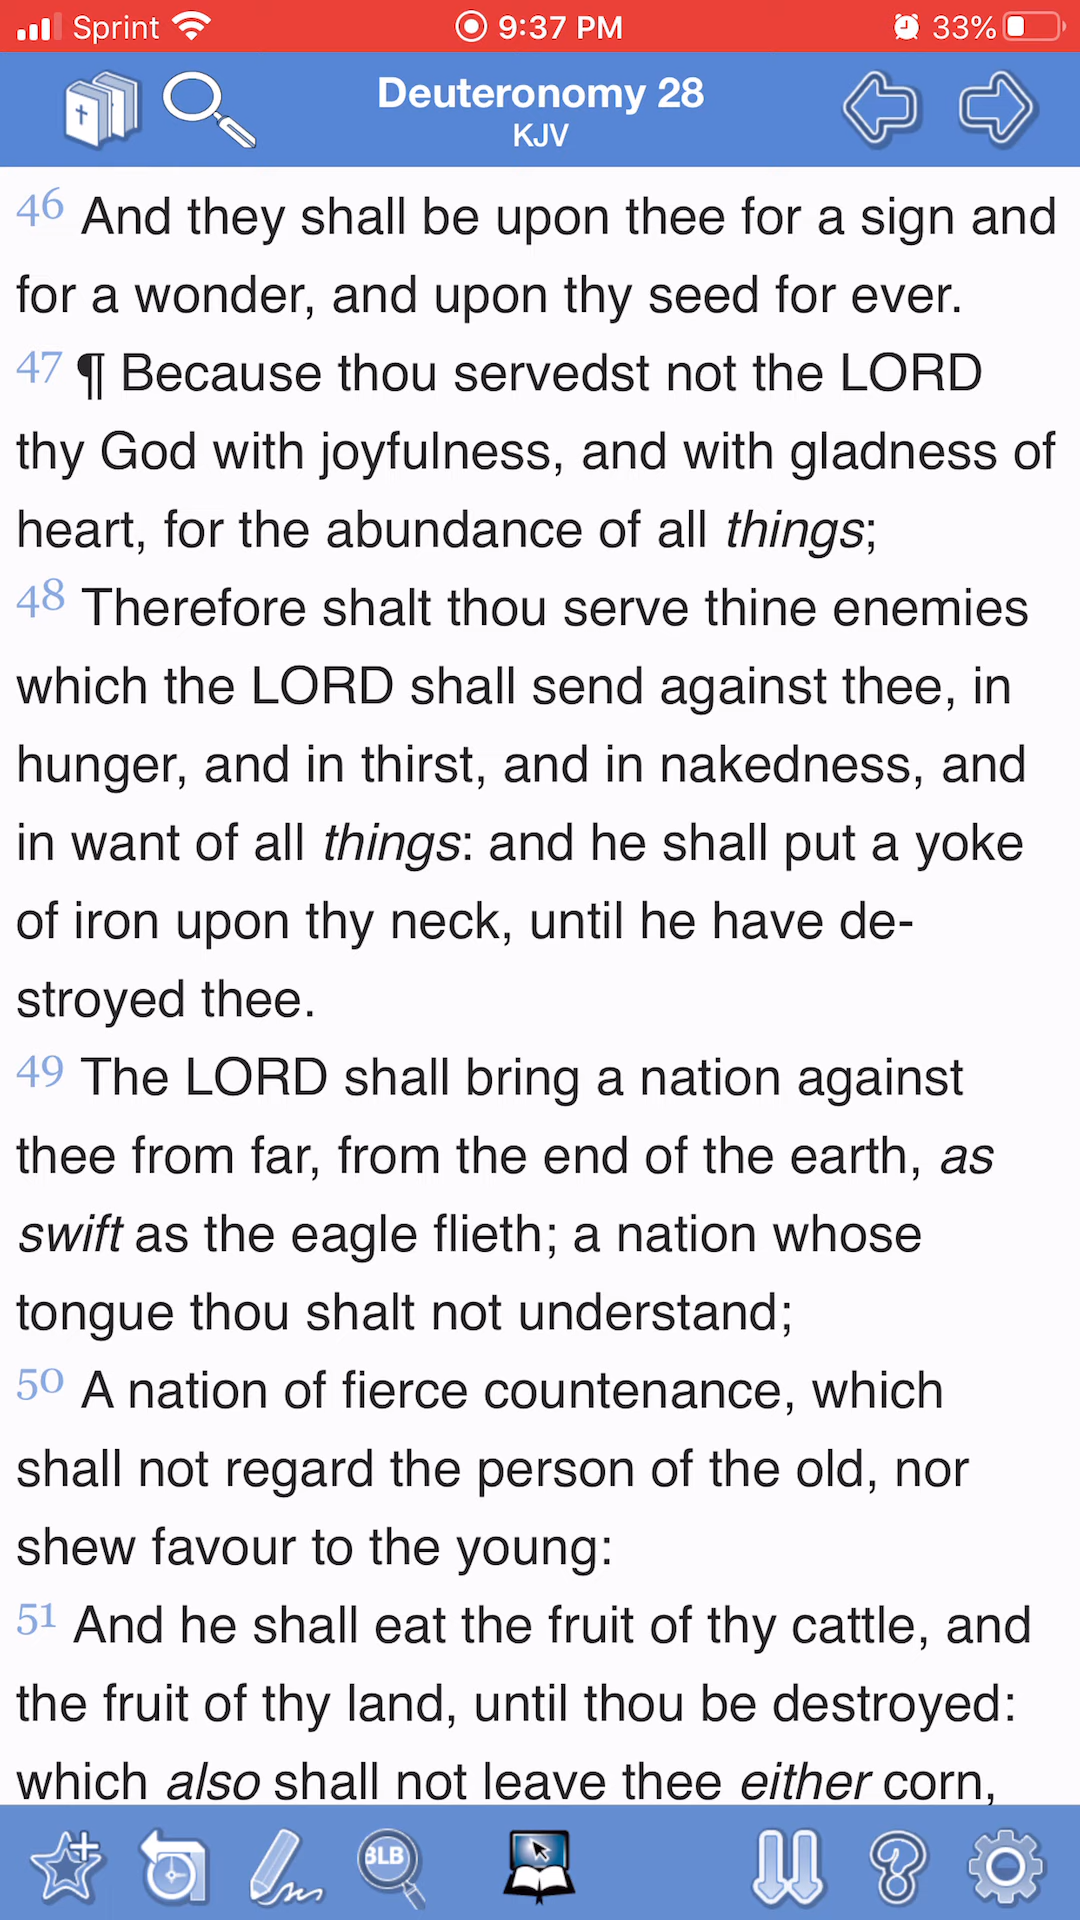 Sprint 9:37 PM 33%
Deuteronomy 28
KJV
46 And they shall be upon thee for a sign and
for a wonder, and upon thy seed for ever.
47 ¶ Because thou servedst not the LORD
thy God with joyfulness, and with gladness of
heart, for the abundance of all things;
48 Therefore shalt thou serve thine enemies
which the LORD shall send against thee, in
hunger, and in thirst, and in nakedness, and
in want of all things: and he shall put a yoke
of iron upon thy neck, until he have de-
stroyed thee.
49 The LORD shall bring a nation against
thee from far, from the end of the earth, as
swift as the eagle flieth; a nation whose
tongue thou shalt not understand;
50 A nation of fierce countenance, which
shall not regard the person of the old, nor
shew favour to the young:
51 And he shall eat the fruit of thy cattle, and
the fruit of thy land, until thou be destroyed:
which also shall not leave thee either corn,
BLB